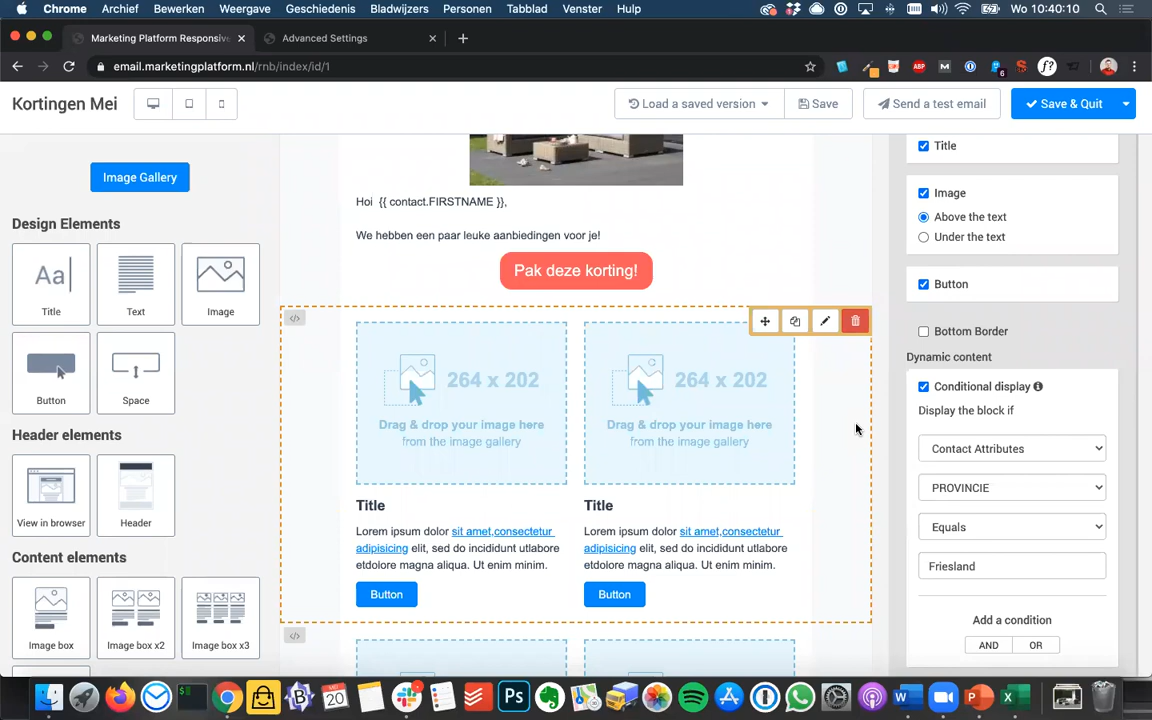 Chrome Archief Bewerken Weergave Geschiedenis Bladwijzers Personen Tabblad Venster Help Wo 10:40:10
Marketing Platform Responsiv Advanced Settings
email.marketingplatform.nl/rnb/index/id/1
ABP
6
f?
Kortingen Mei
Load a saved version
Save
Send a test email
Save & Quit
Image Gallery
Design Elements
Title
Text
Image
Button
Space
Header elements
View in browser
Header
Content elements
Image box
Image box x2
Image box x3
Hoi {{ contact.FIRSTNAME }},
We hebben een paar leuke aanbiedingen voor je!
Pak deze korting!
</>
264 x 202
Drag & drop your image here
from the image gallery
264 x 202
Drag & drop your image here
from the image gallery
Title
Lorem ipsum dolor sit amet,consectetur
adipisicing elit, sed do incididunt utlabore
etdolore magna aliqua. Ut enim minim.
Button
Title
Lorem ipsum dolor sit amet,consectetur
adipisicing elit, sed do incididunt utlabore
etdolore magna aliqua. Ut enim minim.
Button
</>
Title
Image
Above the text
Under the text
Button
Bottom Border
Dynamic content
Conditional display
Display the block if
Contact Attributes
PROVINCIE
Equals
Friesland
Add a condition
AND OR
20
Ps